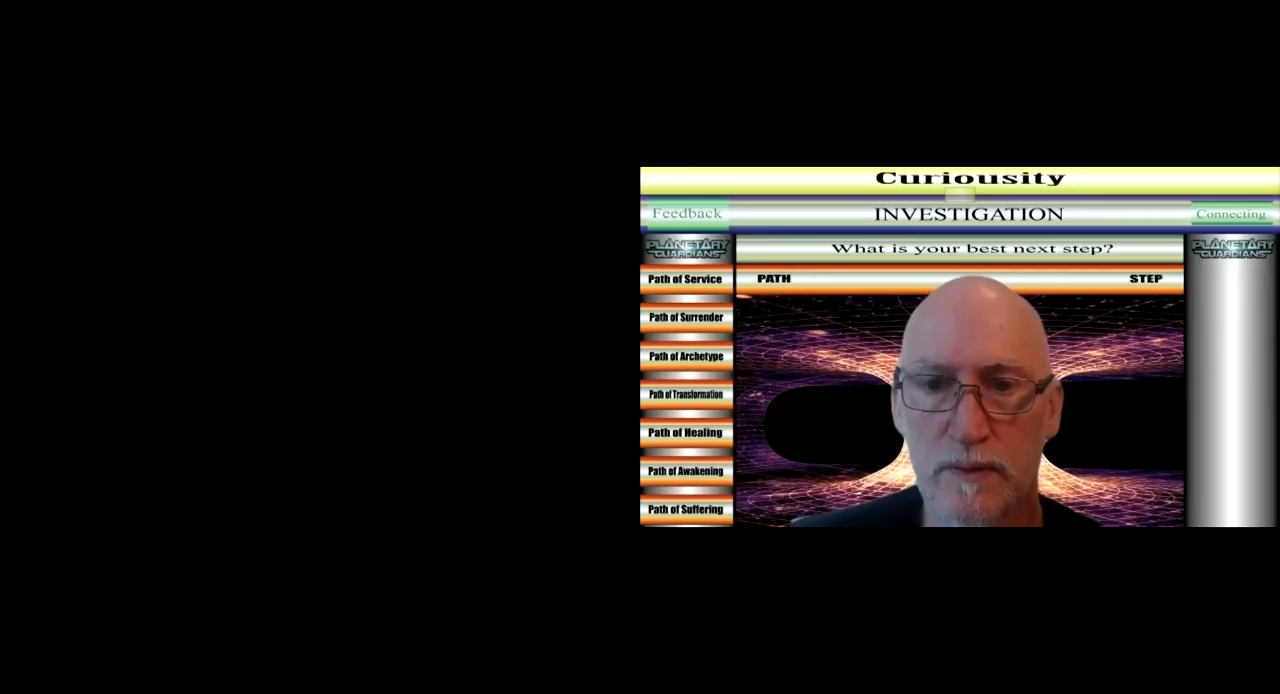 Curiousity
Feedback
INVESTIGATION
Connecting
PLANETARY
GUARDIANS
What is your best next step?
PLANETARY
GUARDIANS
Path of Service
PATH
STEP
Path of Surrender
Path of Archetype
Path of Transformation
Path of Healing
Path of Awakening
Path of Suffering